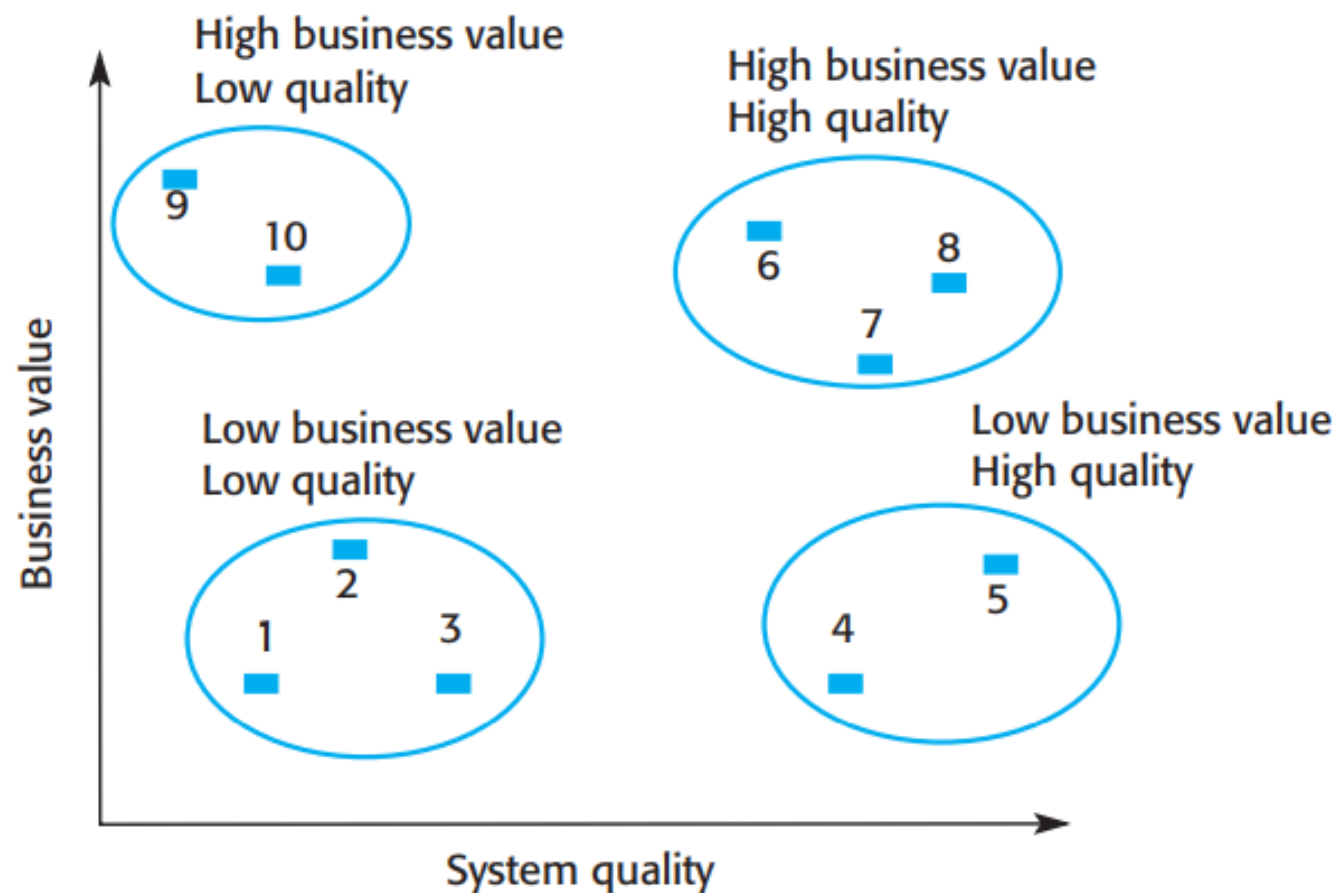 High business value
Low quality
High business value
High quality
9
10
6
8
7
Business value
Low business value
Low quality
Low business value
High quality
2
1
3
5
4
System quality